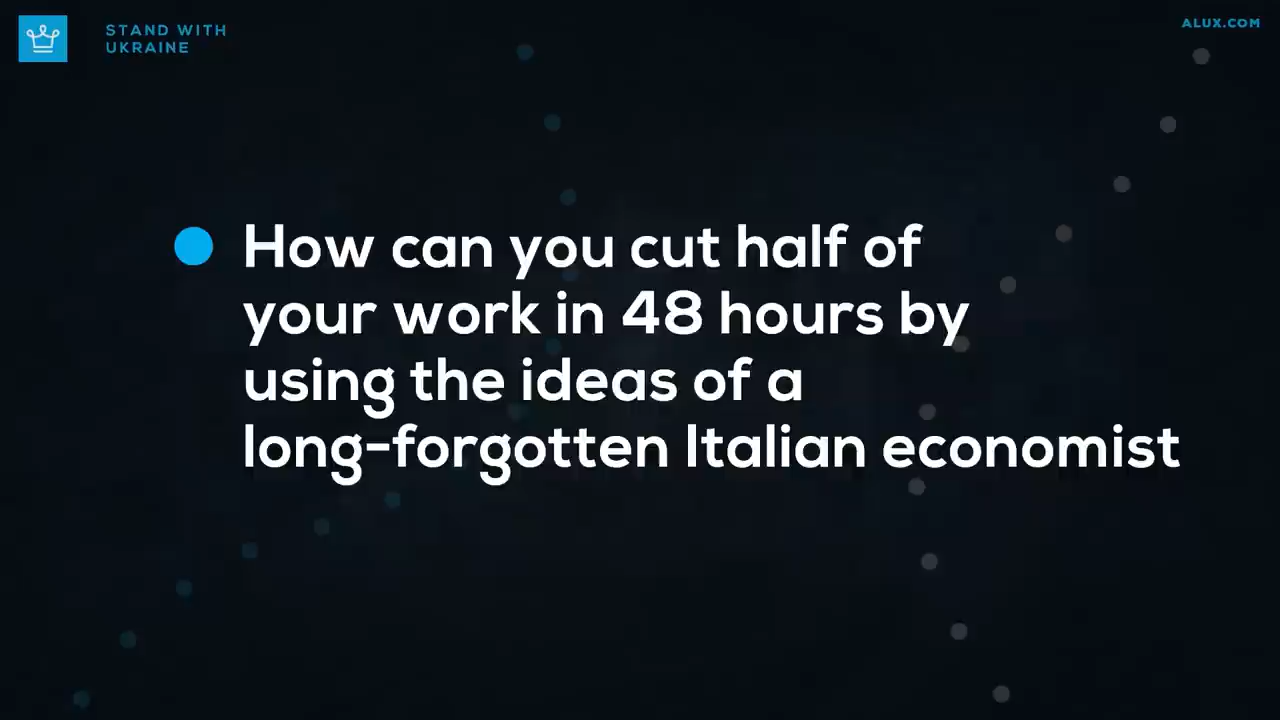 STAND WITH
UKRAINE
ALUX.COM
How can you cut half of
your work in 48 hours by
using the ideas of a
long-forgotten Italian economist